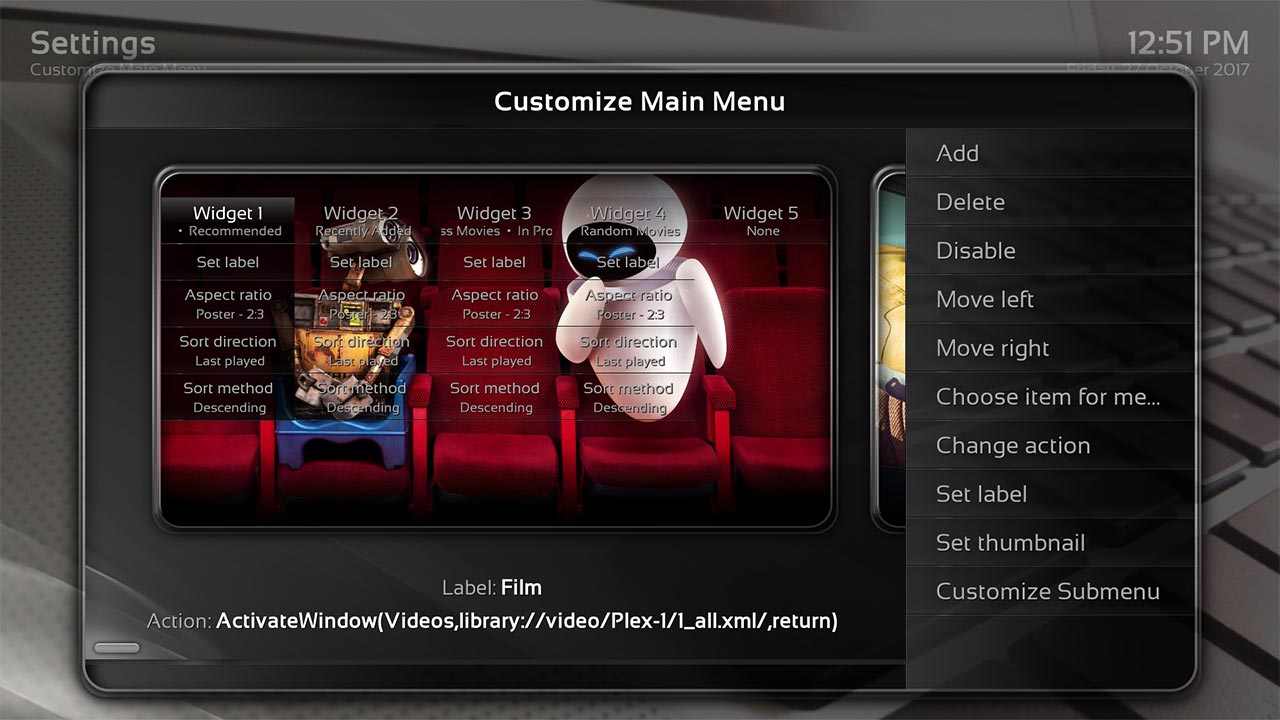 Settings
12:51 PM
Customize Main Menu
Friday, 27 October 2017
Customize Main Menu
Widget 1
• Recommended
Widget 2
Recently Added
Widget 3
ss Movies • In Pro
Widget 4
Random Movies
Widget 5
None
Set label
Set label
Set label
Set label
Aspect ratio
Poster - 2:3
Aspect ratio
Poster - 2:3
Aspect ratio
Poster - 2:3
Aspect ratio
Poster - 2:3
Sort direction
Last played
Sort direction
Last played
Sort direction
Last played
Sort direction
Last played
Sort method
Descending
Sort method
Descending
Sort method
Descending
Sort method
Descending
Label: Film
Action: ActivateWindow(Videos,library://video/Plex-1/1_all.xml/,return)
Add
Delete
Disable
Move left
Move right
Choose item for me...
Change action
Set label
Set thumbnail
Customize Submenu